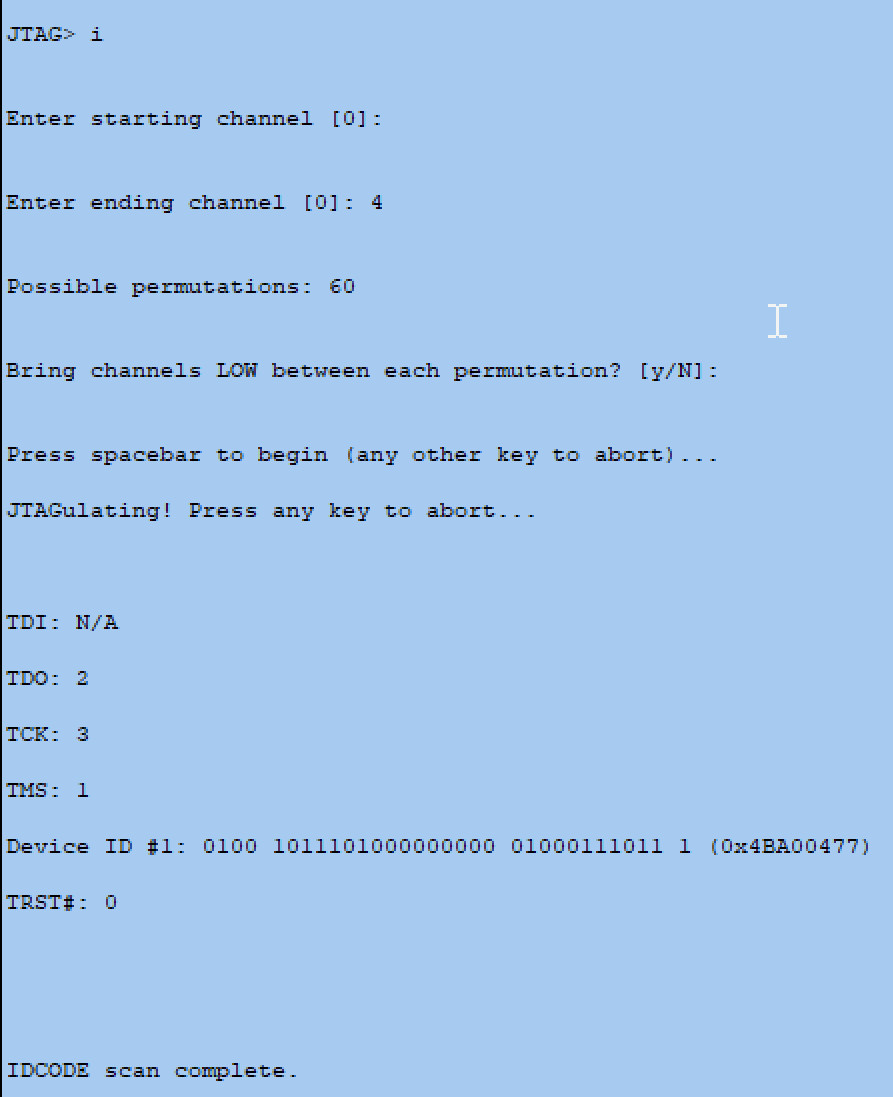 JTAG> i
Enter starting channel [0]:
Enter ending channel [0]: 4
Possible permutations: 60
Bring channels LOW between each permutation? [y/N]:
Press spacebar to begin (any other key to abort)...
JTAGulating! Press any key to abort...
TDI: N/A
TDO: 2
TCK: 3
TMS: 1
Device ID #1: 0100 1011101000000000 01000111011 1 (0x4BA00477)
TRST#: 0
IDCODE scan complete.